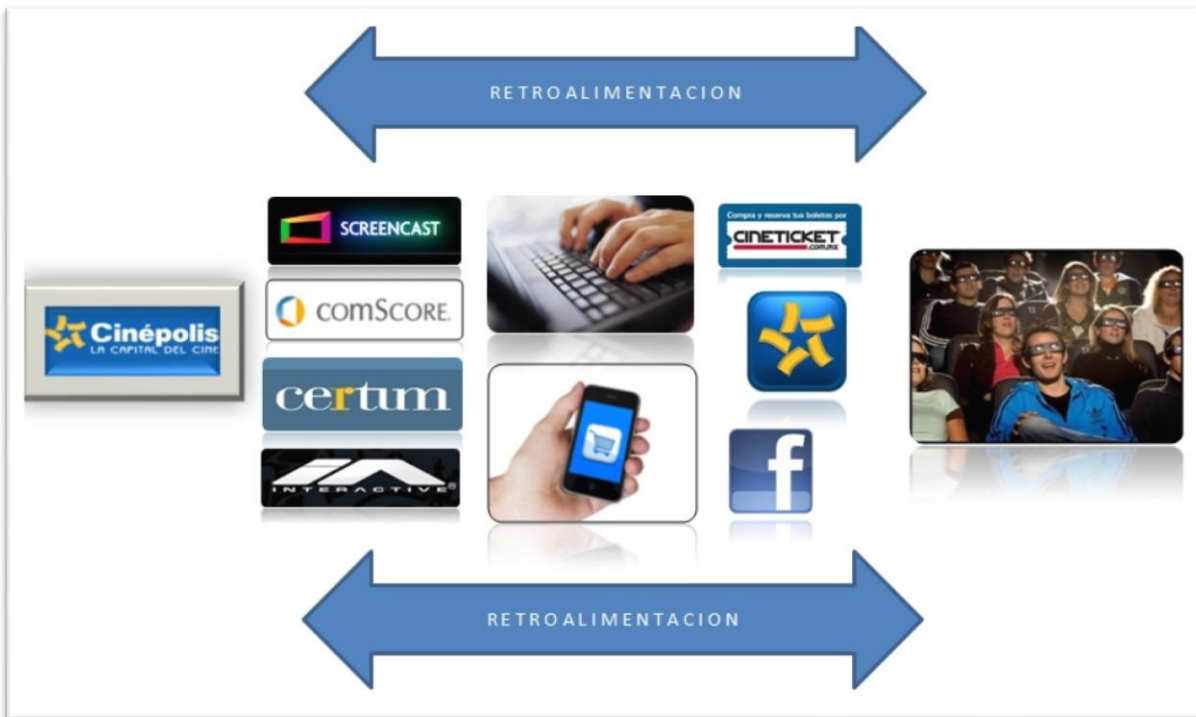 RETROALIMENTACION
Cinépolis
LA CAPITAL DEL CINE
SCREENCAST
comSCORE.
certum
IA
INTERACTIVE®
Compra y reserva tus boletos por
CINETICKET
.COM.MX
f
RETROALIMENTACION